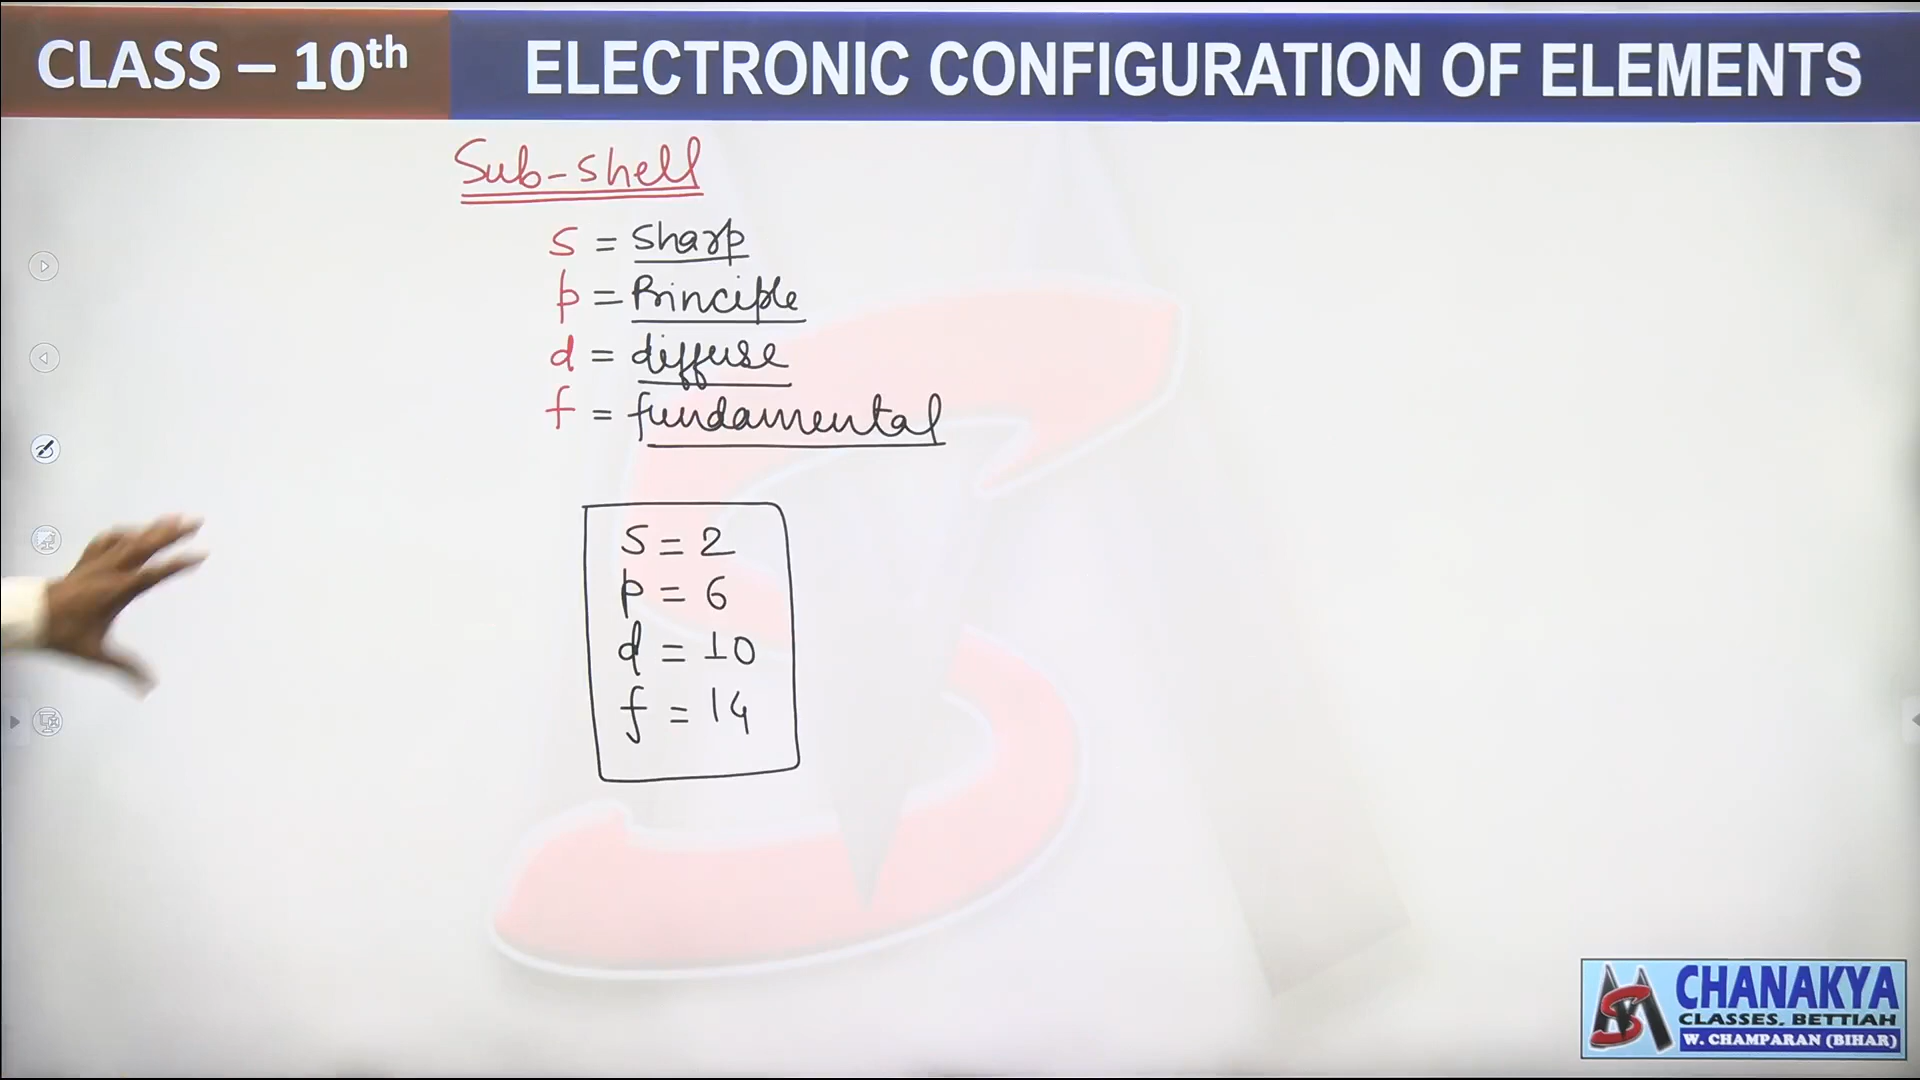 CLASS – 10th
ELECTRONIC CONFIGURATION OF ELEMENTS
Sub-shell
s = sharp
p = Principle
d = diffuse
f = fundamental
s = 2
p = 6
d = 10
f = 14
CHANAKYA
CLASSES, BETTIAH
W. CHAMPARAN (BIHAR)